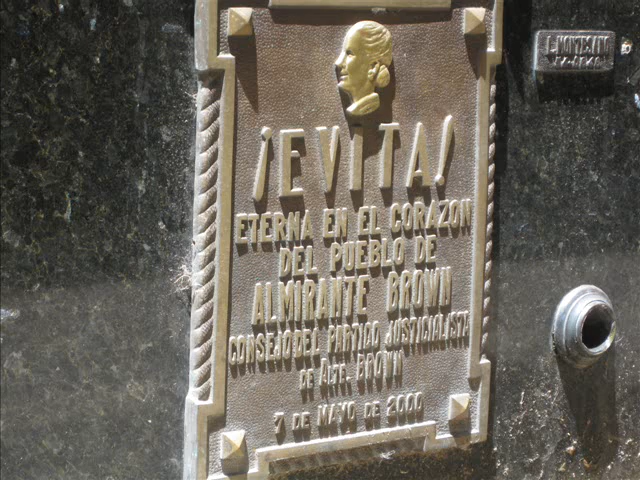 ¡EVITA!
ETERNA EN EL CORAZON
DEL PUEBLO DE
ALMIRANTE BROWN
CONSEJO DEL PARTIDO JUSTICIALISTA
DE ALTE. BROWN
7 DE MAYO DE 2000